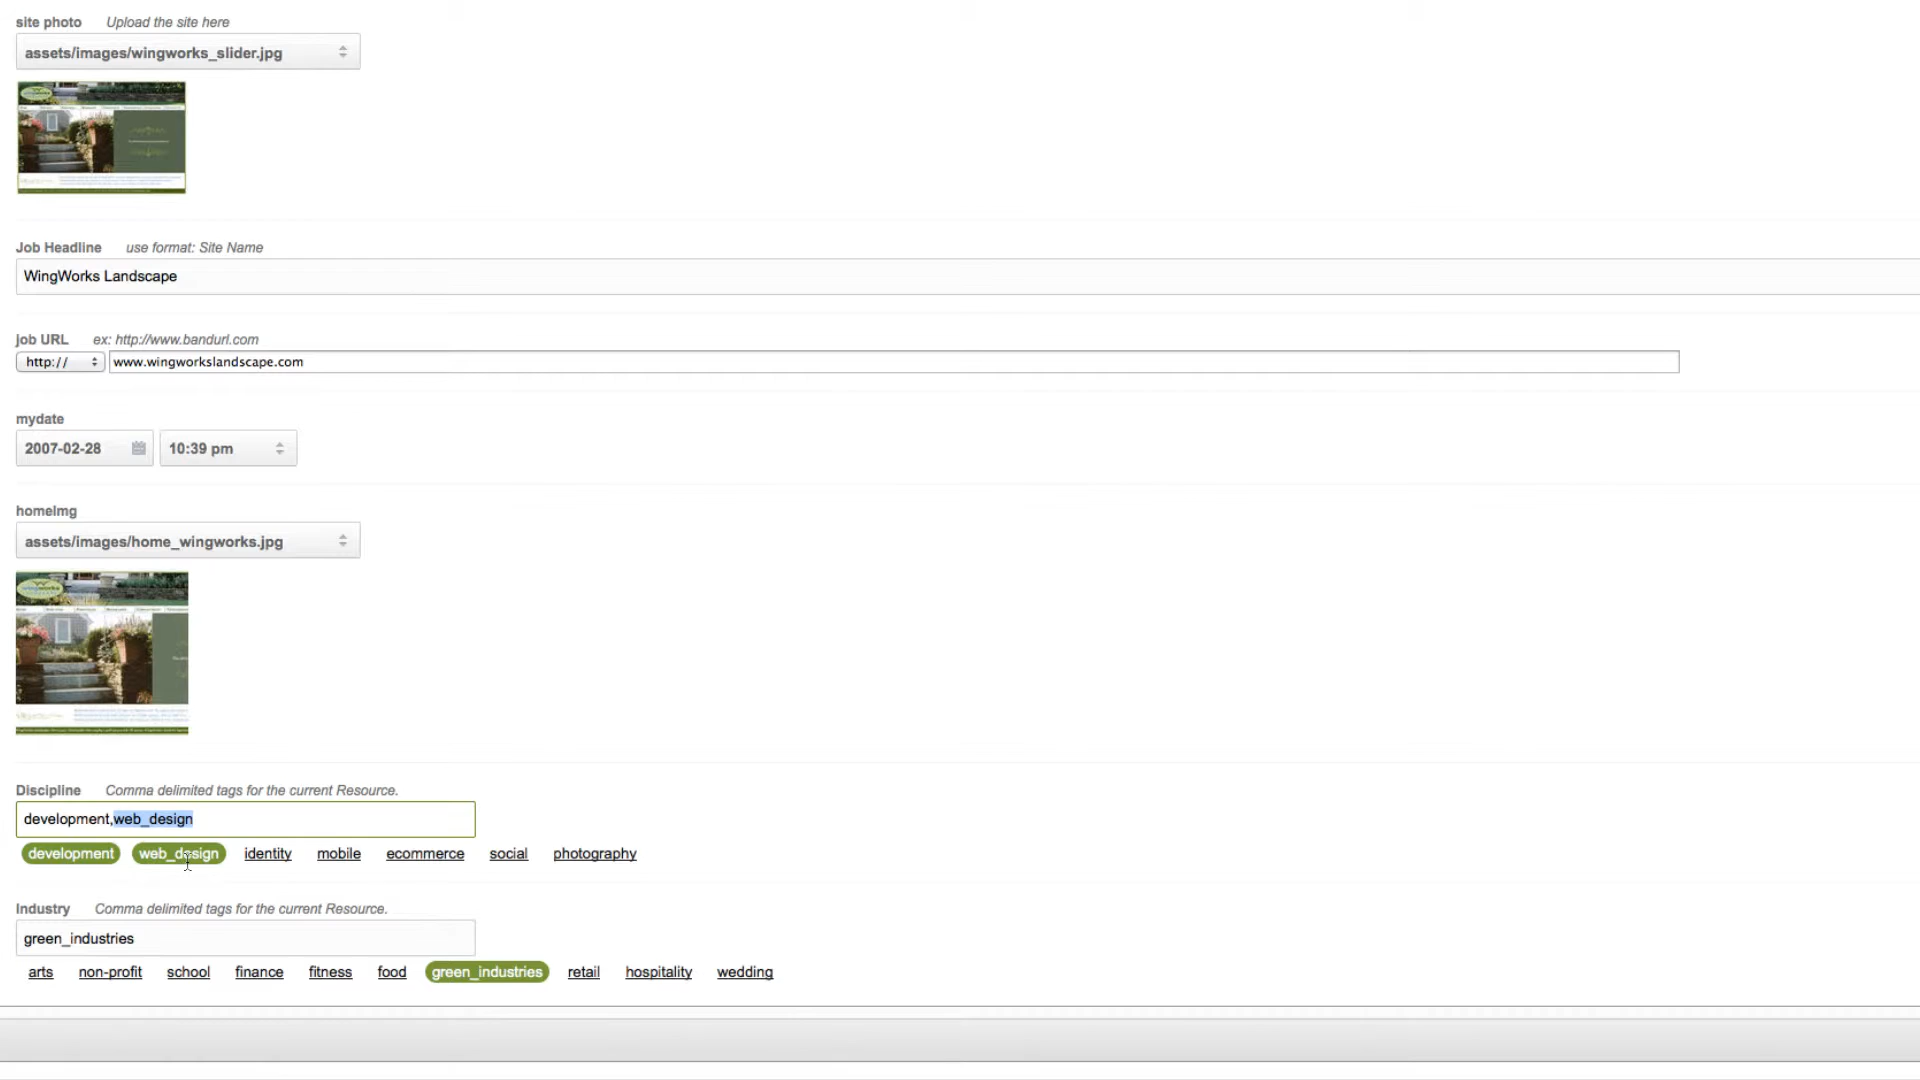 site photo Upload the site here
assets/images/wingworks_slider.jpg
Job Headline use format: Site Name
WingWorks Landscape
job URL ex: http://www.bandurl.com
http:// www.wingworkslandscape.com
mydate
2007-02-28 10:39 pm
homeImg
assets/images/home_wingworks.jpg
Discipline Comma delimited tags for the current Resource.
development,web_design
development web_design identity mobile ecommerce social photography
Industry Comma delimited tags for the current Resource.
green_industries
arts non-profit school finance fitness food green_industries retail hospitality wedding